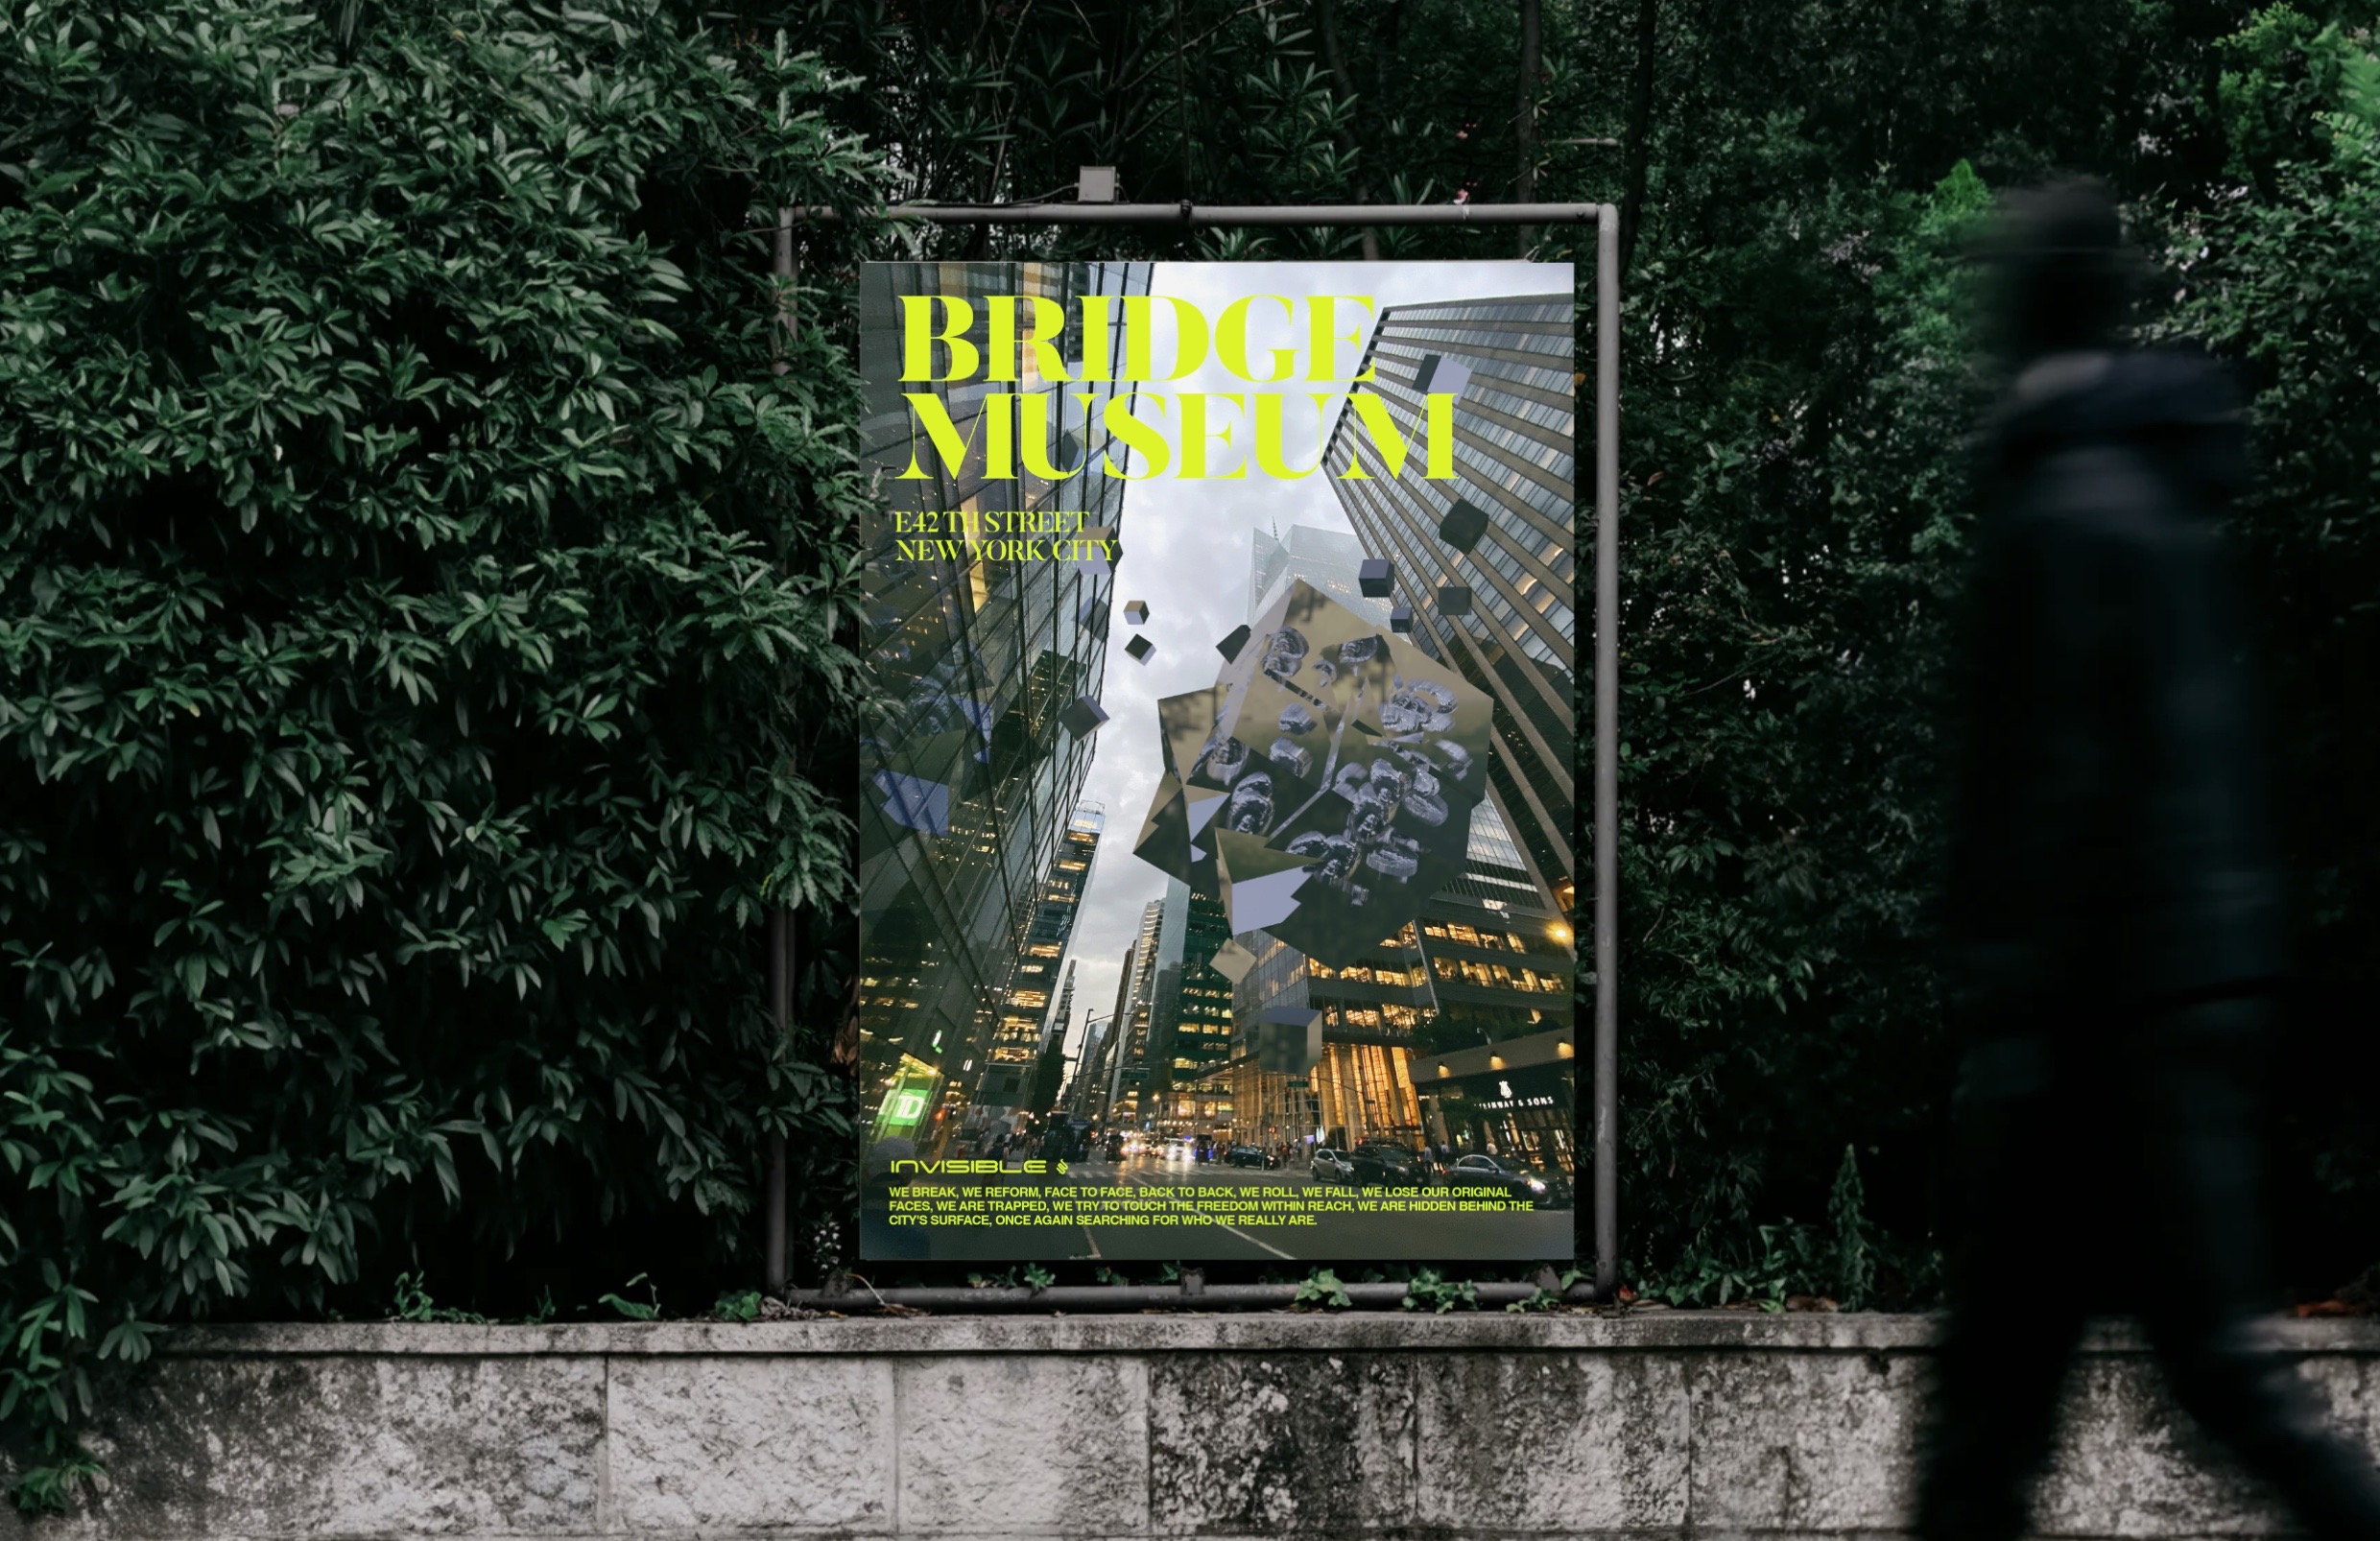 BRIDGE
MUSEUM
E42 TH STREET
NEW YORK CITY
TD
EINWAY & SONS
INVISIBLE
WE BREAK, WE REFORM, FACE TO FACE, BACK TO BACK, WE ROLL, WE FALL, WE LOSE OUR ORIGINAL
FACES, WE ARE TRAPPED, WE TRY TO TOUCH THE FREEDOM WITHIN REACH, WE ARE HIDDEN BEHIND THE
CITY'S SURFACE, ONCE AGAIN SEARCHING FOR WHO WE REALLY ARE.